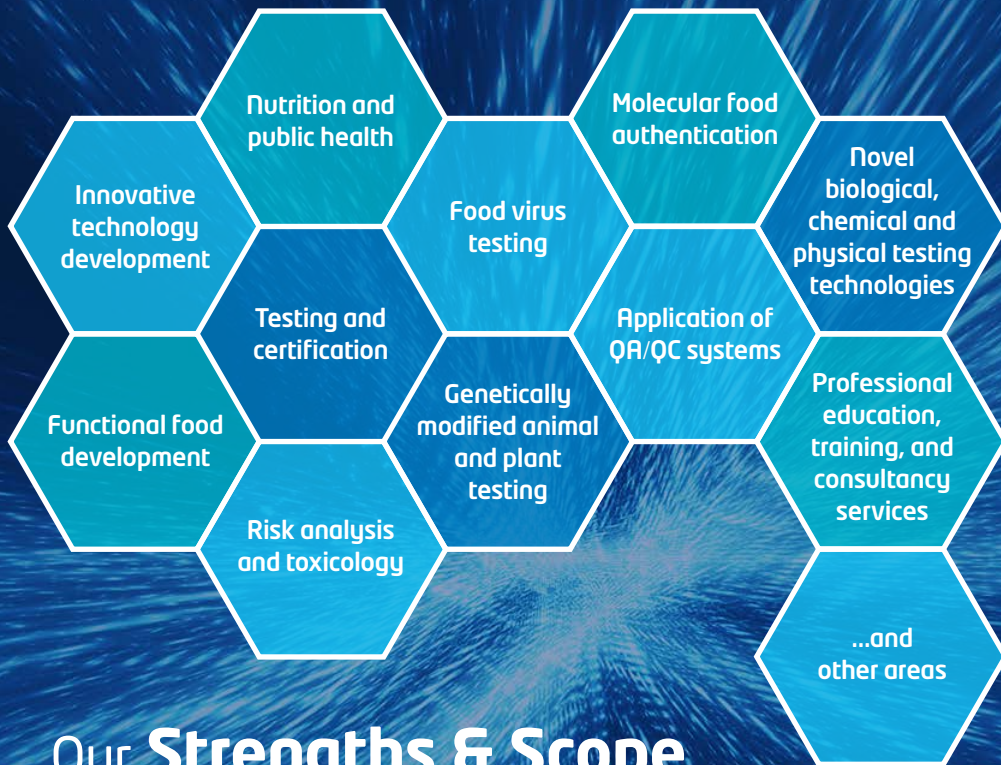 Nutrition and
public health
Molecular food
authentication
Innovative
technology
development
Food virus
testing
Novel
biological,
chemical and
physical testing
technologies
Testing and
certification
Application of
QA/QC systems
Functional food
development
Genetically
modified animal
and plant
testing
Professional
education,
training, and
consultancy
services
Risk analysis
and toxicology
...and
other areas
Our Strengths & Scope